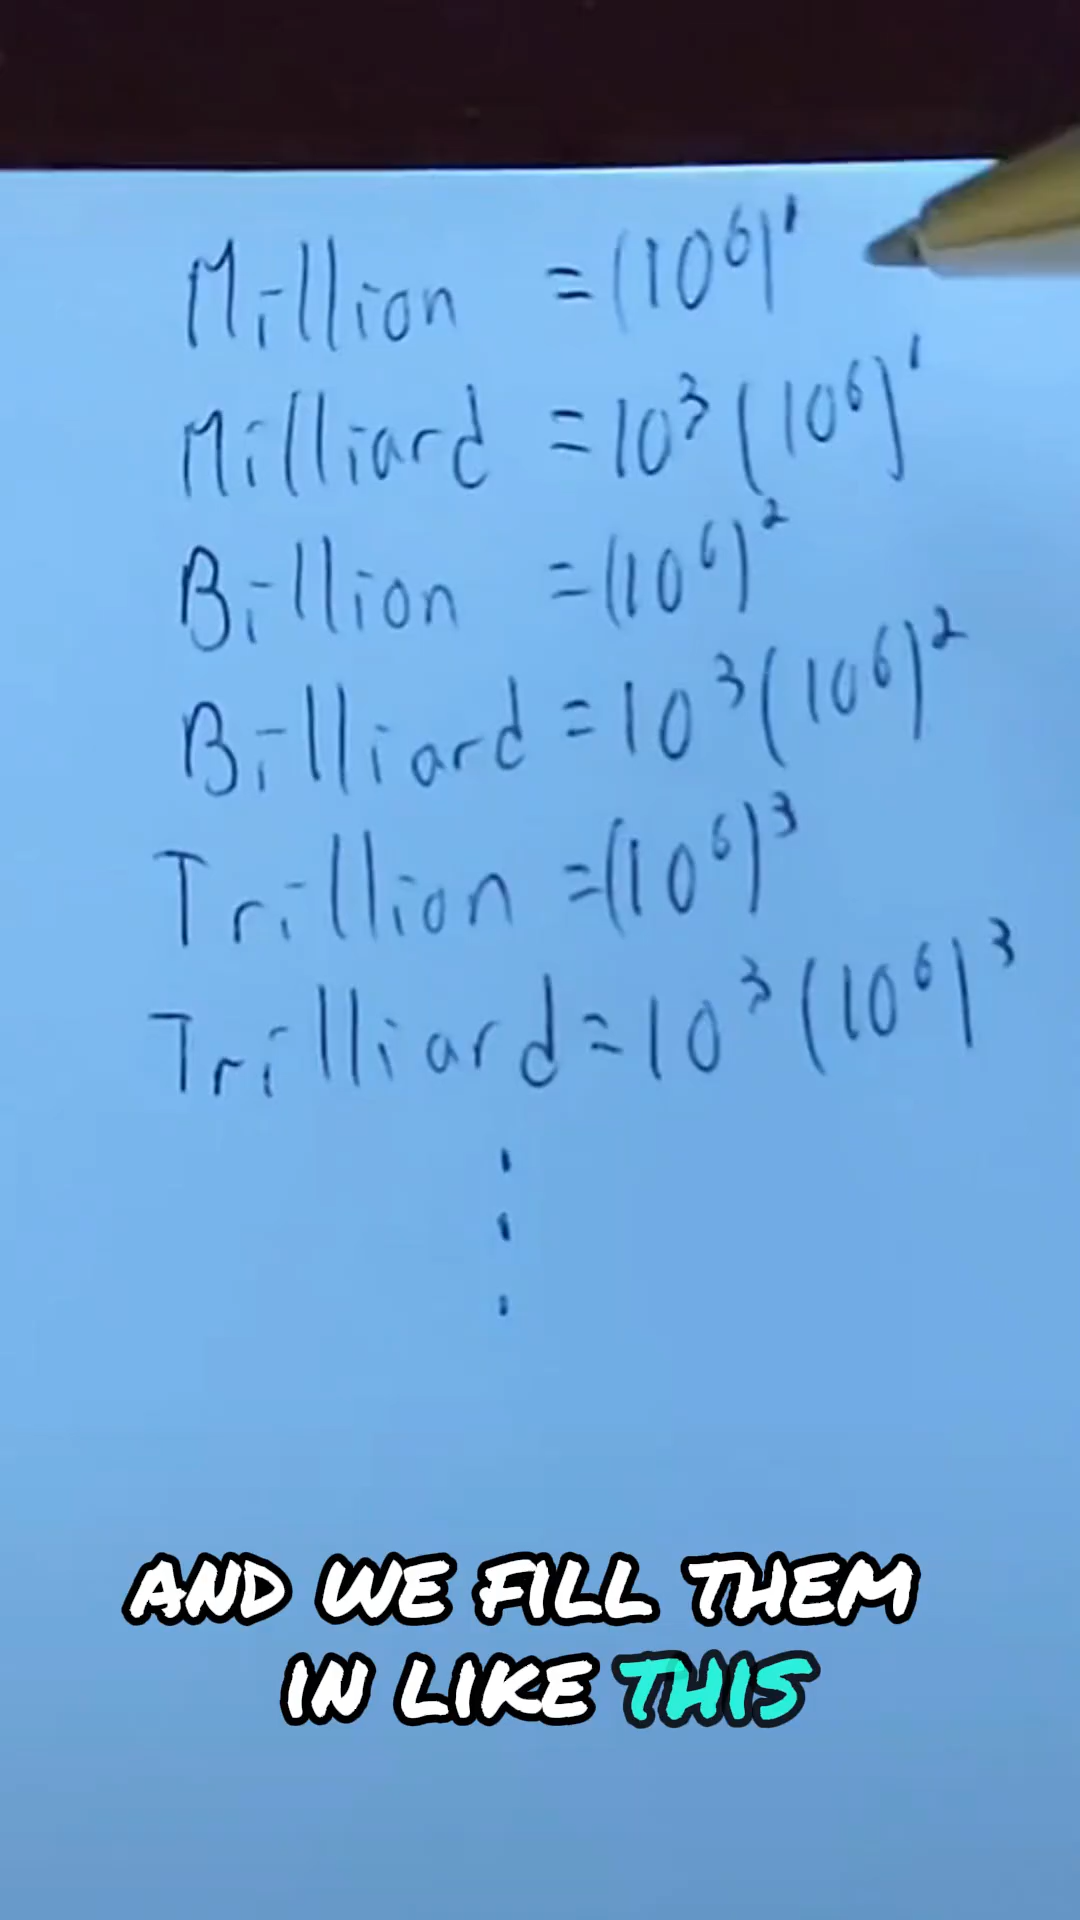 Million = (10⁶)¹
Milliard = 10³ (10⁶)¹
Billion = (10⁶)²
Billiard = 10³ (10⁶)²
Trillion = (10⁶)³
Trilliard = 10³ (10⁶)³
AND WE FILL THEM
IN LIKE THIS